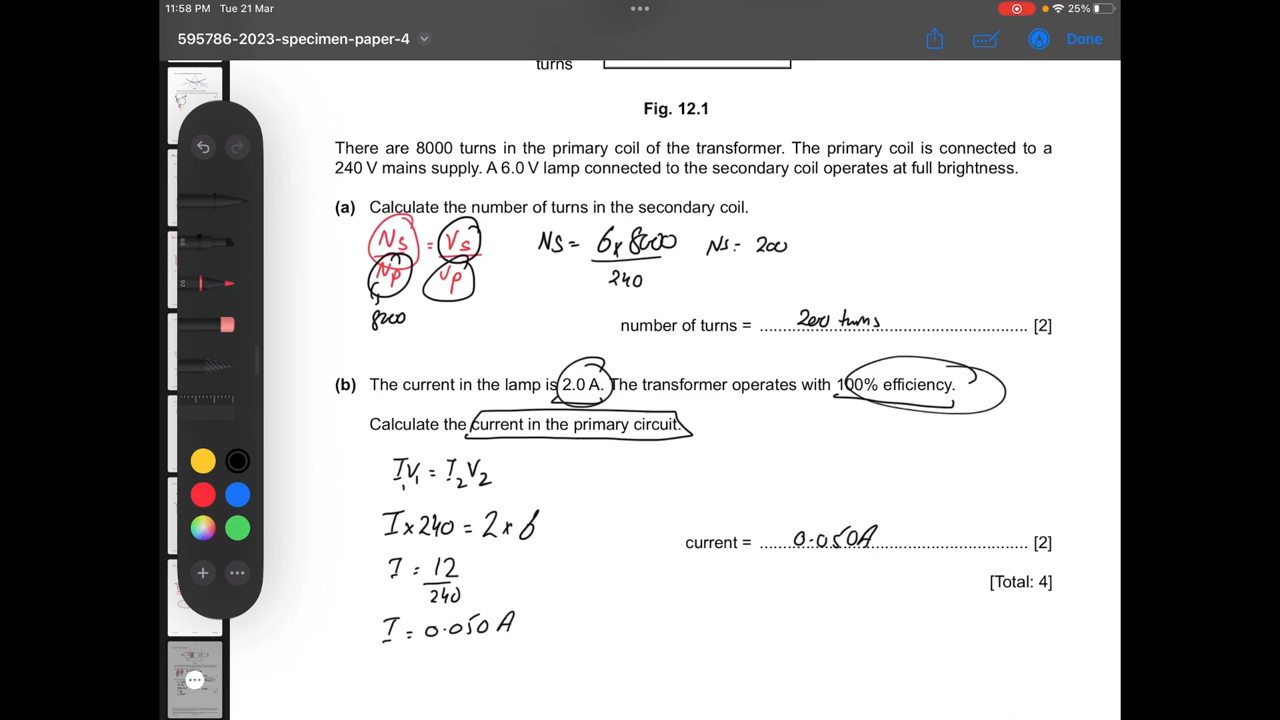 11:58 PM Tue 21 Mar
25%
595786-2023-specimen-paper-4
Done
turns
Fig. 12.1
There are 8000 turns in the primary coil of the transformer. The primary coil is connected to a
240 V mains supply. A 6.0 V lamp connected to the secondary coil operates at full brightness.
(a) Calculate the number of turns in the secondary coil.
Ns/Np = Vs/Vp
8000
Ns = 6 x 8000 / 240
Ns = 200
number of turns = 200 turns [2]
(b) The current in the lamp is 2.0 A. The transformer operates with 100% efficiency.
Calculate the current in the primary circuit.
I1V1 = I2V2
I x 240 = 2 x 6
I = 12/240
I = 0.050 A
current = 0.050A [2]
[Total: 4]